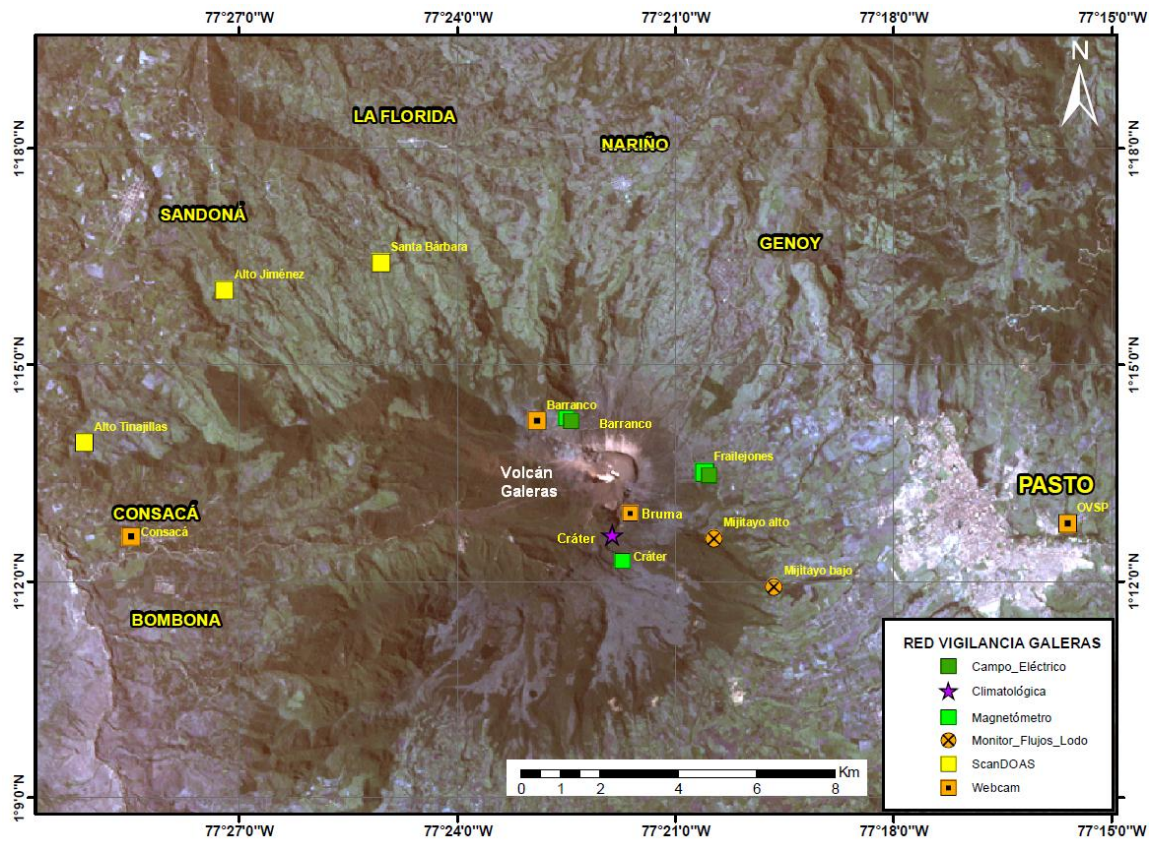 77°27'0"W
77°24'0"W
77°21'0"W
77°18'0"W
77°15'0"W
N
LA FLORIDA
NARIÑO
1°18'0"N
1°18'0"N
SANDONÁ
GENOY
Santa Bárbara
Alto Jiménez
1°15'0"N
1°15'0"N
Barranco
Barranco
Alto Tinajillas
Frailejones
Volcán
Galeras
PASTO
OVSP
CONSACÁ
Consacá
Bruma
Mijitayo alto
Cráter
Cráter
Mijitayo bajo
1°12'0"N
1°12'0"N
BOMBONA
RED VIGILANCIA GALERAS
Campo_Eléctrico
Climatológica
Magnetómetro
Monitor_Flujos_Lodo
ScanDOAS
Webcam
Km
0 1 2 4 6 8
1°9'0"N
1°9'0"N
77°27'0"W
77°24'0"W
77°21'0"W
77°18'0"W
77°15'0"W